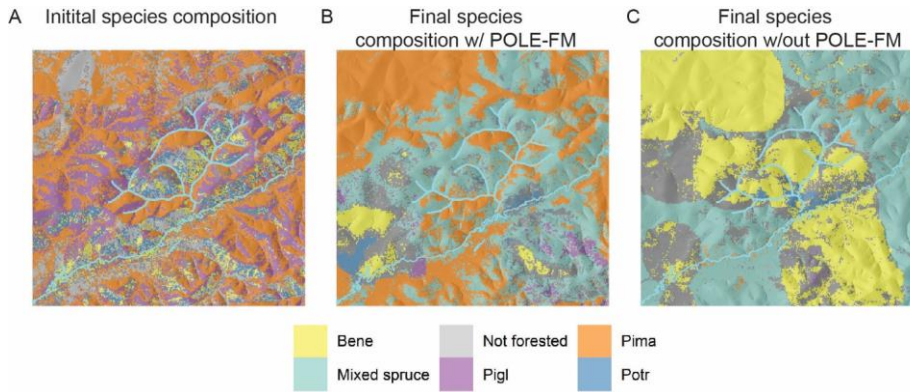 A Initital species composition
B Final species
composition w/ POLE-FM
C Final species
composition w/out POLE-FM
Bene
Not forested
Pima
Mixed spruce
Pigl
Potr